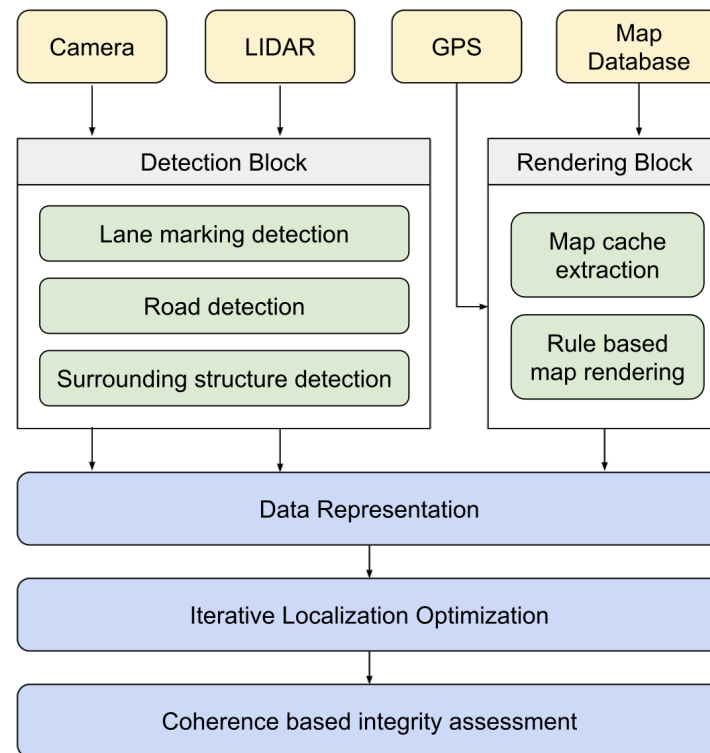 Camera
LIDAR
GPS
Map
Database
Detection Block
Lane marking detection
Road detection
Surrounding structure detection
Rendering Block
Map cache
extraction
Rule based
map rendering
Data Representation
Iterative Localization Optimization
Coherence based integrity assessment